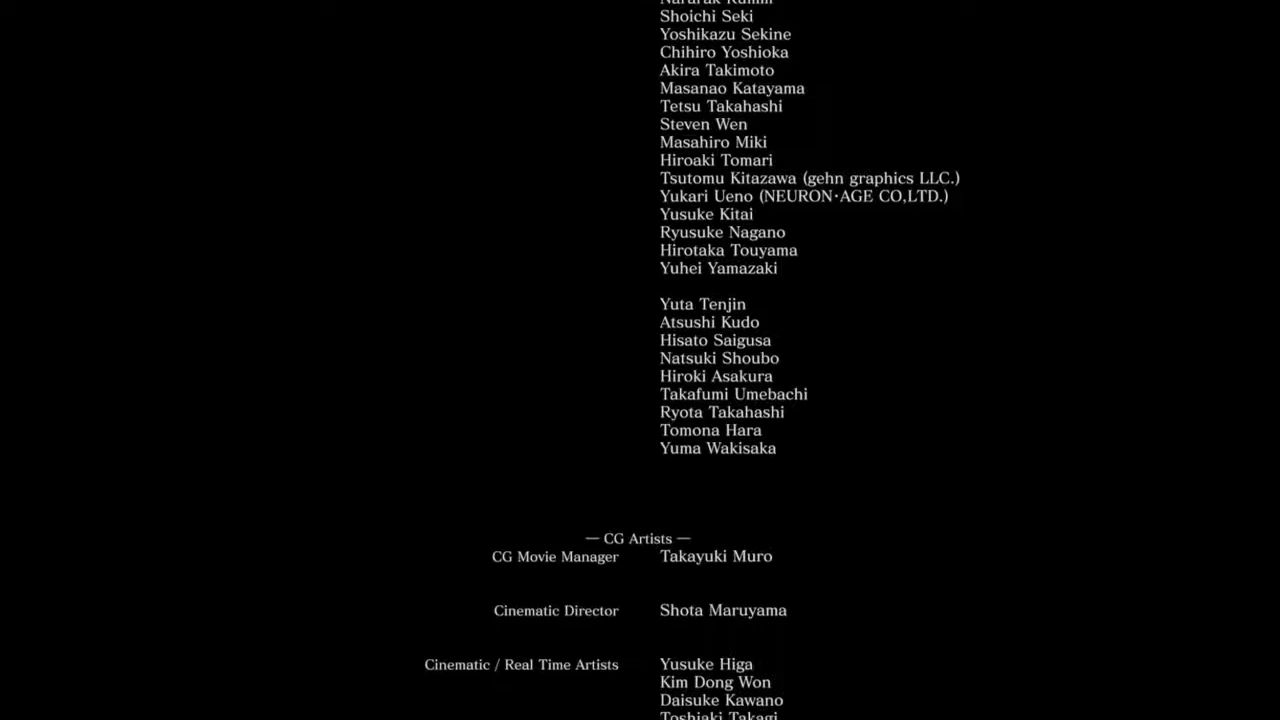 Shoichi Seki
Yoshikazu Sekine
Chihiro Yoshioka
Akira Takimoto
Masanao Katayama
Tetsu Takahashi
Steven Wen
Masahiro Miki
Hiroaki Tomari
Tsutomu Kitazawa (gehn graphics LLC.)
Yukari Ueno (NEURON・AGE CO,LTD.)
Yusuke Kitai
Ryusuke Nagano
Hirotaka Touyama
Yuhei Yamazaki
Yuta Tenjin
Atsushi Kudo
Hisato Saigusa
Natsuki Shoubo
Hiroki Asakura
Takafumi Umebachi
Ryota Takahashi
Tomona Hara
Yuma Wakisaka
— CG Artists —
CG Movie Manager Takayuki Muro
Cinematic Director Shota Maruyama
Cinematic / Real Time Artists Yusuke Higa
Kim Dong Won
Daisuke Kawano
Toshiaki Takagi